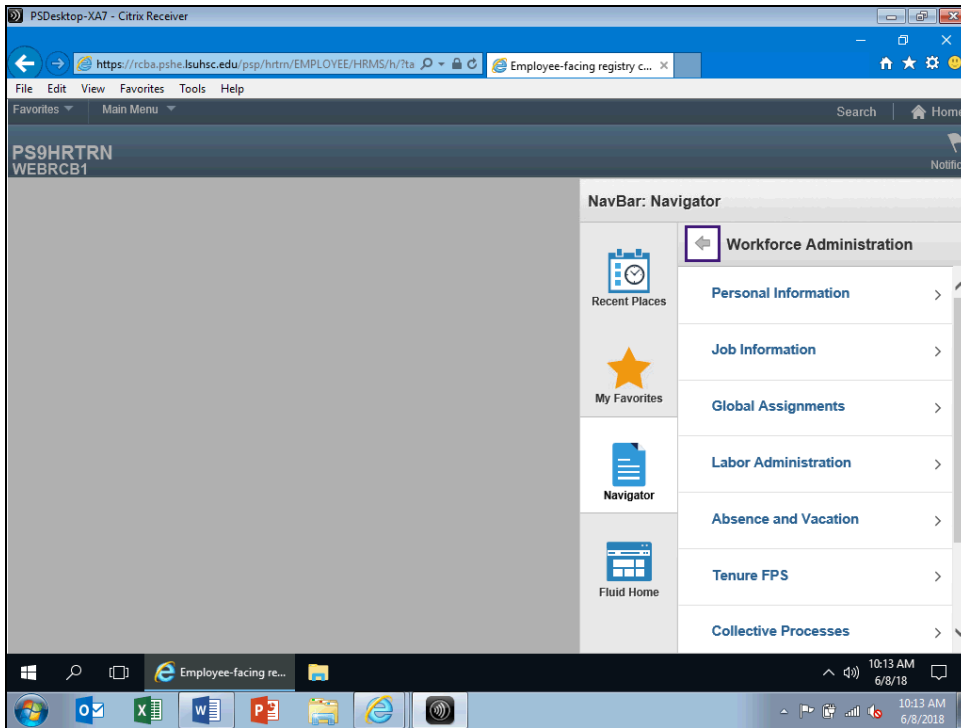 PSDesktop-XA7 - Citrix Receiver
https://rcba.pshe.lsuhsc.edu/psp/hrtrn/EMPLOYEE/HRMS/h/?ta
Employee-facing registry c...
File Edit View Favorites Tools Help
Favorites Main Menu Search Home
PS9HRTRN
WEBRCB1
Notific
NavBar: Navigator
Workforce Administration
Recent Places
Personal Information
Job Information
My Favorites
Global Assignments
Labor Administration
Navigator
Absence and Vacation
Tenure FPS
Fluid Home
Collective Processes
Employee-facing re...
10:13 AM
6/8/18
10:13 AM
6/8/2018